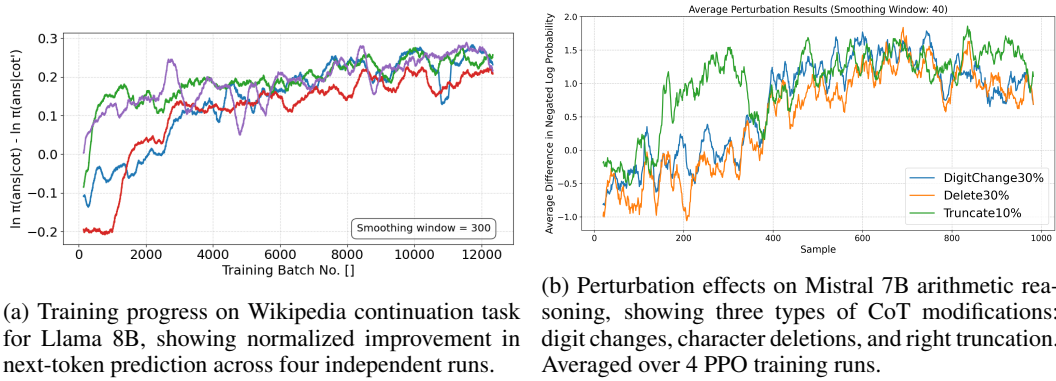 0.3
0.2
0.1
0.0
−0.1
−0.2
ln π(ans|cot) - ln π(ans|cot')
0
2000
4000
6000
8000
10000
12000
Training Batch No. []
Smoothing window = 300
(a) Training progress on Wikipedia continuation task
for Llama 8B, showing normalized improvement in
next-token prediction across four independent runs.
Average Perturbation Results (Smoothing Window: 40)
2.0
1.5
1.0
0.5
0.0
−0.5
−1.0
Average Difference in Negated Log Probability
0
200
400
600
800
1000
Sample
DigitChange30%
Delete30%
Truncate10%
(b) Perturbation effects on Mistral 7B arithmetic rea-
soning, showing three types of CoT modifications:
digit changes, character deletions, and right truncation.
Averaged over 4 PPO training runs.